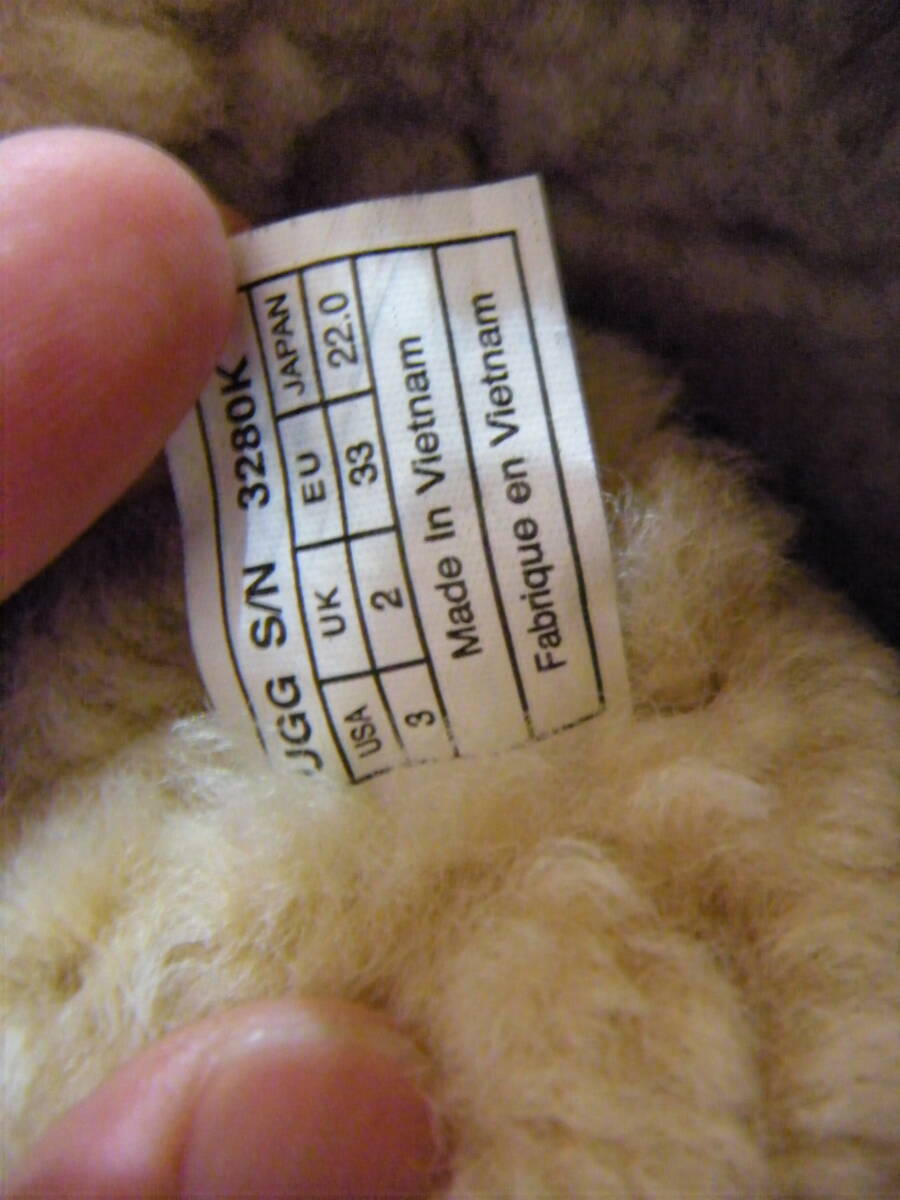 UGG S/N 3280K
USA UK EU JAPAN
3 2 33 22.0
Made In Vietnam
Fabrique en Vietnam